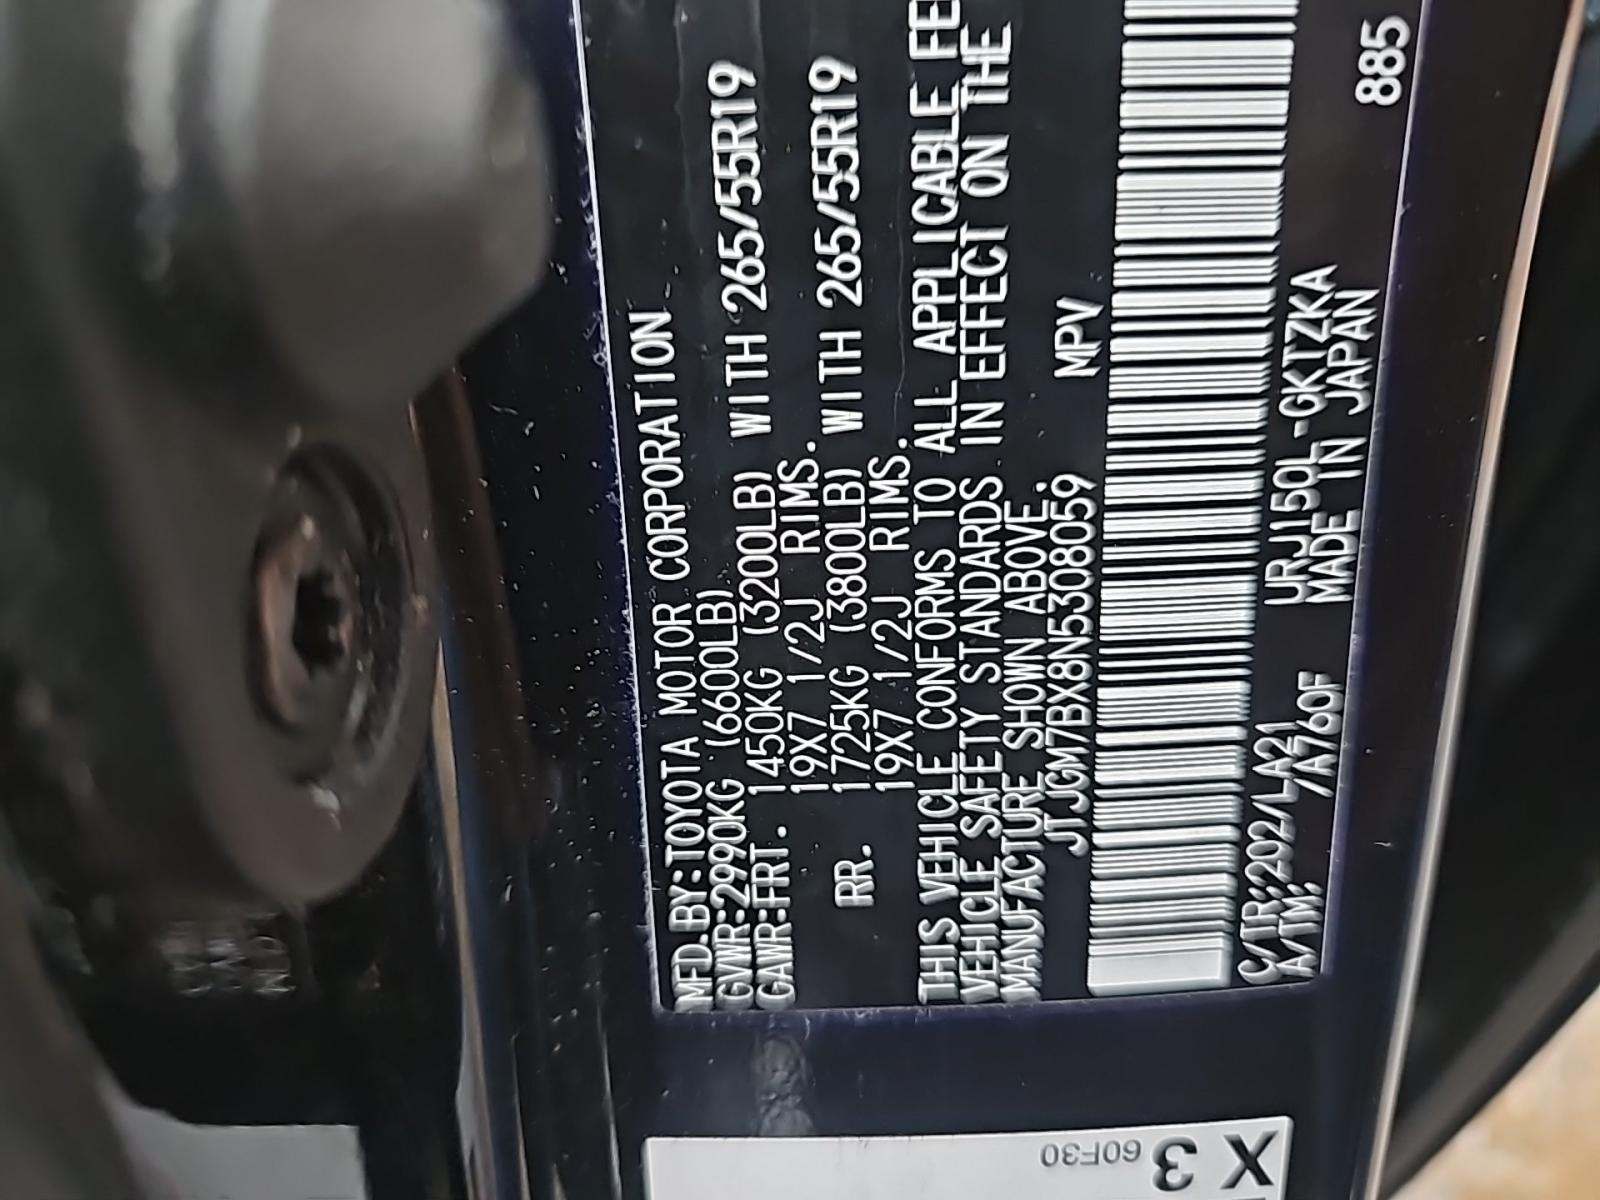 MFD.BY:TOYOTA MOTOR CORPORATION
GVWR:2990KG (6600LB)
GAWR:FRT. 1450KG (3200LB) WITH 265/55R19
19X7 1/2J RIMS.
RR. 1725KG (3800LB) WITH 265/55R19
19X7 1/2J RIMS.
THIS VEHICLE CONFORMS TO ALL APPLICABLE FE
VEHICLE SAFETY STANDARDS IN EFFECT ON THE
MANUFACTURE SHOWN ABOVE.
JTJGM7BX8N5308059 MPV
C/TR:202/LA21 URJ150L-GKTZKA
A/TM: /A760F MADE IN JAPAN
885
X 3
60F30